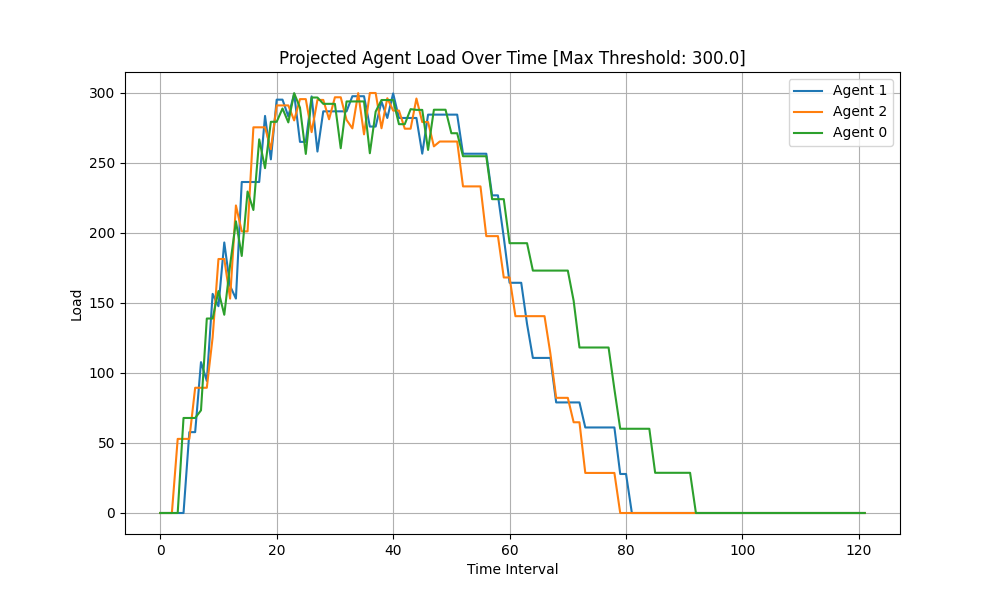 Projected Agent Load Over Time [Max Threshold: 300.0]
Agent 1
Agent 2
Agent 0
300
250
200
150
100
50
0
Load
0 20 40 60 80 100 120
Time Interval